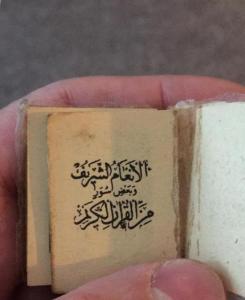 الأنعام الشريف
وبعض سور
من القرآن الكريم